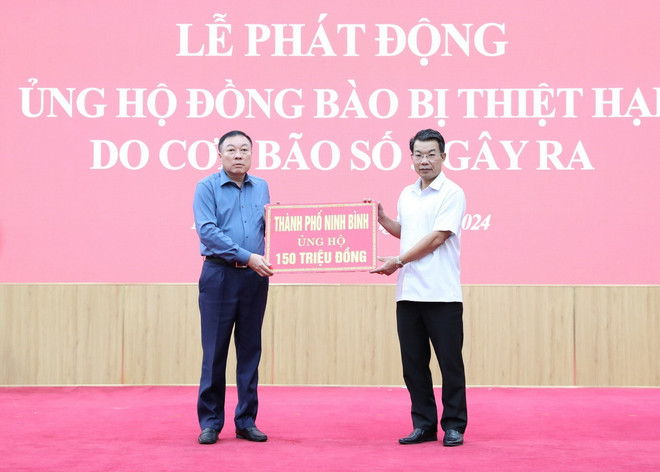 LỄ PHÁT ĐỘNG
ỦNG HỘ ĐỒNG BÀO BỊ THIỆT HẠ
DO CƠ BÃO SỐ GÂY RA
2024
THÀNH PHỐ NINH BÌNH
ỦNG HỘ
150 TRIỆU ĐỒNG